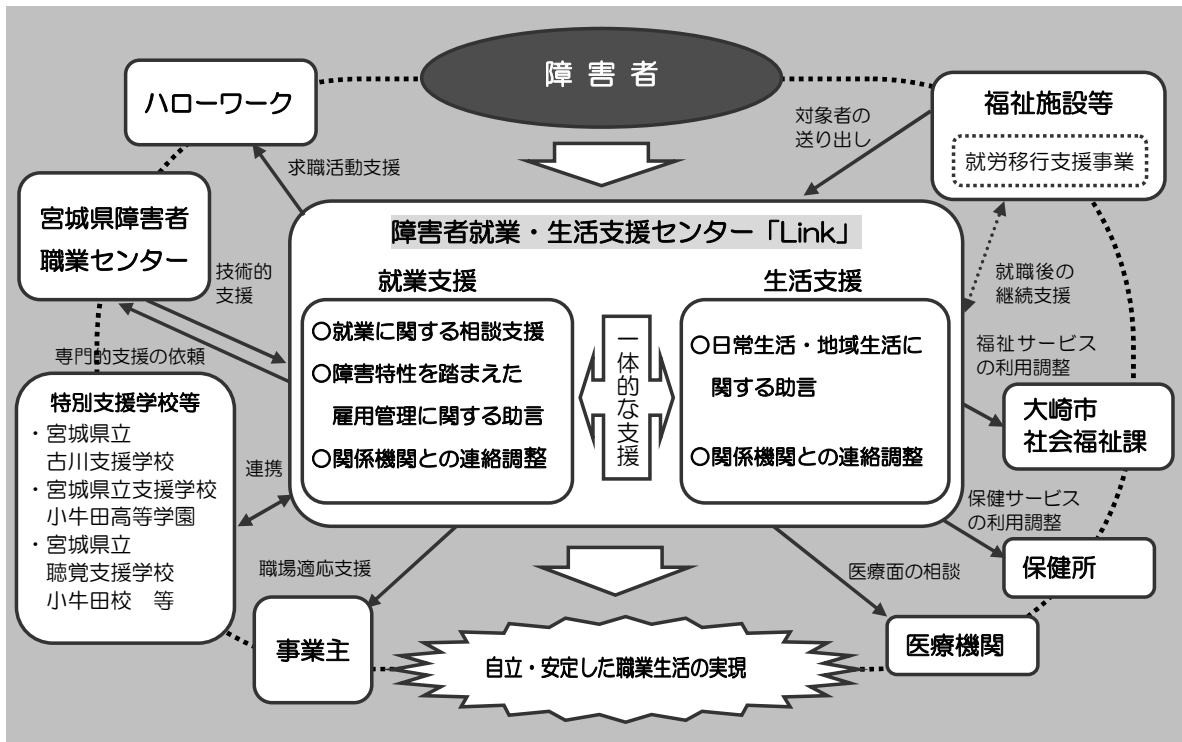 障害者
ハローワーク
福祉施設等
就労移行支援事業
対象者の
送り出し
求職活動支援
宮城県障害者
職業センター
技術的
支援
専門的支援の依頼
障害者就業・生活支援センター「Link」
就業支援
〇就業に関する相談支援
〇障害特性を踏まえた
雇用管理に関する助言
〇関係機関との連絡調整
一体的な支援
生活支援
〇日常生活・地域生活に
関する助言
〇関係機関との連絡調整
就職後の
継続支援
福祉サービス
の利用調整
大崎市
社会福祉課
特別支援学校等
・宮城県立
古川支援学校
・宮城県立支援学校
小牛田高等学園
・宮城県立
聴覚支援学校
小牛田校　等
連携
保健サービス
の利用調整
保健所
職場適応支援
医療面の相談
事業主
医療機関
自立・安定した職業生活の実現